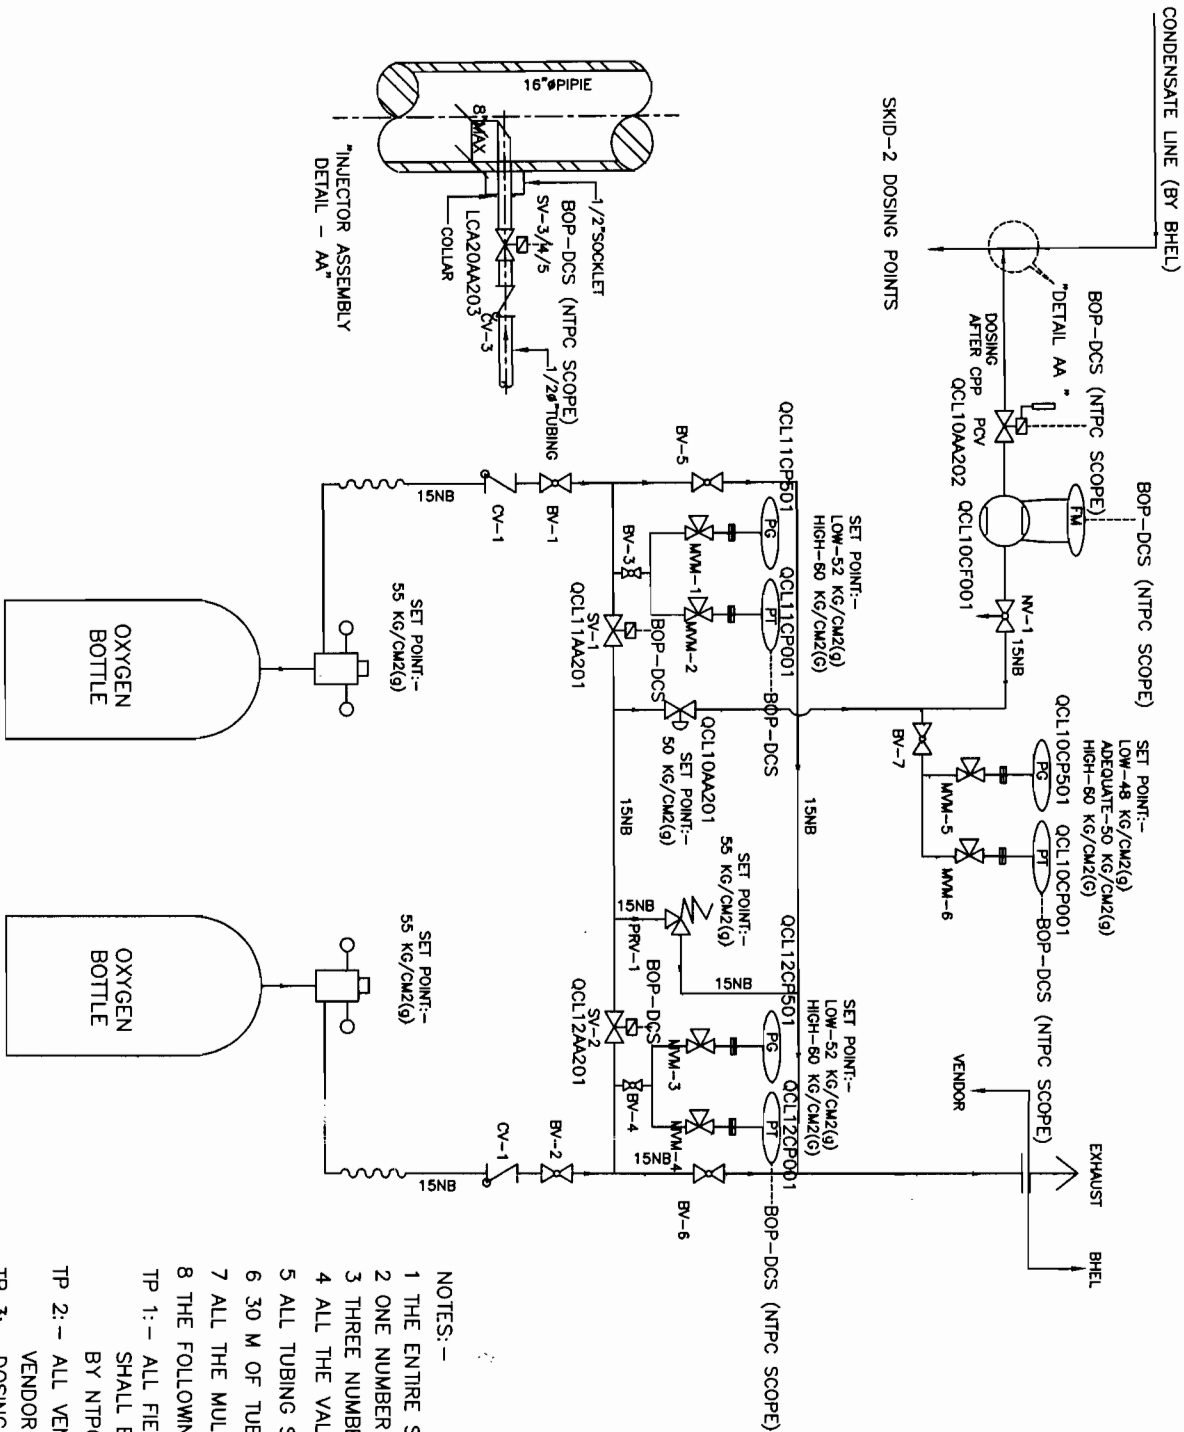 CONDENSATE LINE (BY BHEL)
SKID-2 DOSING POINTS
"DETAIL AA "
BOP-DCS (NTPC SCOPE)
DOSING
AFTER CPP
PCV
QCL10AA202
BOP-DCS (NTPC SCOPE)
FM
QCL10CF001
NV-1
15NB
SET POINT:-
LOW-48 KG/CM2(g)
ADEQUATE-50 KG/CM2(g)
HIGH-60 KG/CM2(G)
QCL10CP501
QCL10CP001
PG
PT
BOP-DCS (NTPC SCOPE)
BV-7
MVM-5
MVM-6
VENDOR
EXHAUST
BHEL
16"øPIPIE
8"MAX
1/2"SOCKLET
BOP-DCS (NTPC SCOPE)
SV-3/4/5
LCA20AA203
COLLAR
CV-3
1/2ø"TUBING
"INJECTOR ASSEMBLY
DETAIL - AA"
SET POINT:-
LOW-52 KG/CM2(g)
HIGH-60 KG/CM2(G)
QCL11CP501
QCL11CP001
PG
PT
BOP-DCS
BV-5
MVM-1
MVM-2
BV-3
BOP-DCS
SV-1
QCL11AA201
QCL10AA201
SET POINT:-
50 KG/CM2(g)
15NB
15NB
SET POINT:-
55 KG/CM2(g)
15NB
PRV-1
15NB
SET POINT:-
LOW-52 KG/CM2(g)
HIGH-60 KG/CM2(G)
QCL12CP501
QCL12CP001
PG
PT
BOP-DCS (NTPC SCOPE)
BOP-DCS
SV-2
QCL12AA201
MVM-3
MVM-4
BV-4
15NB
BV-6
BV-1
CV-1
15NB
BV-2
CV-1
15NB
SET POINT:-
55 KG/CM2(g)
OXYGEN
BOTTLE
SET POINT:-
55 KG/CM2(g)
OXYGEN
BOTTLE
NOTES:-
1 THE ENTIRE S
2 ONE NUMBER
3 THREE NUMBE
4 ALL THE VAL
5 ALL TUBING S
6 30 M OF TUB
7 ALL THE MUL
8 THE FOLLOWIN
TP 1:- ALL FIE
SHALL B
BY NTPC
TP 2:- ALL VEN
VENDOR
TP 3:- DOSING